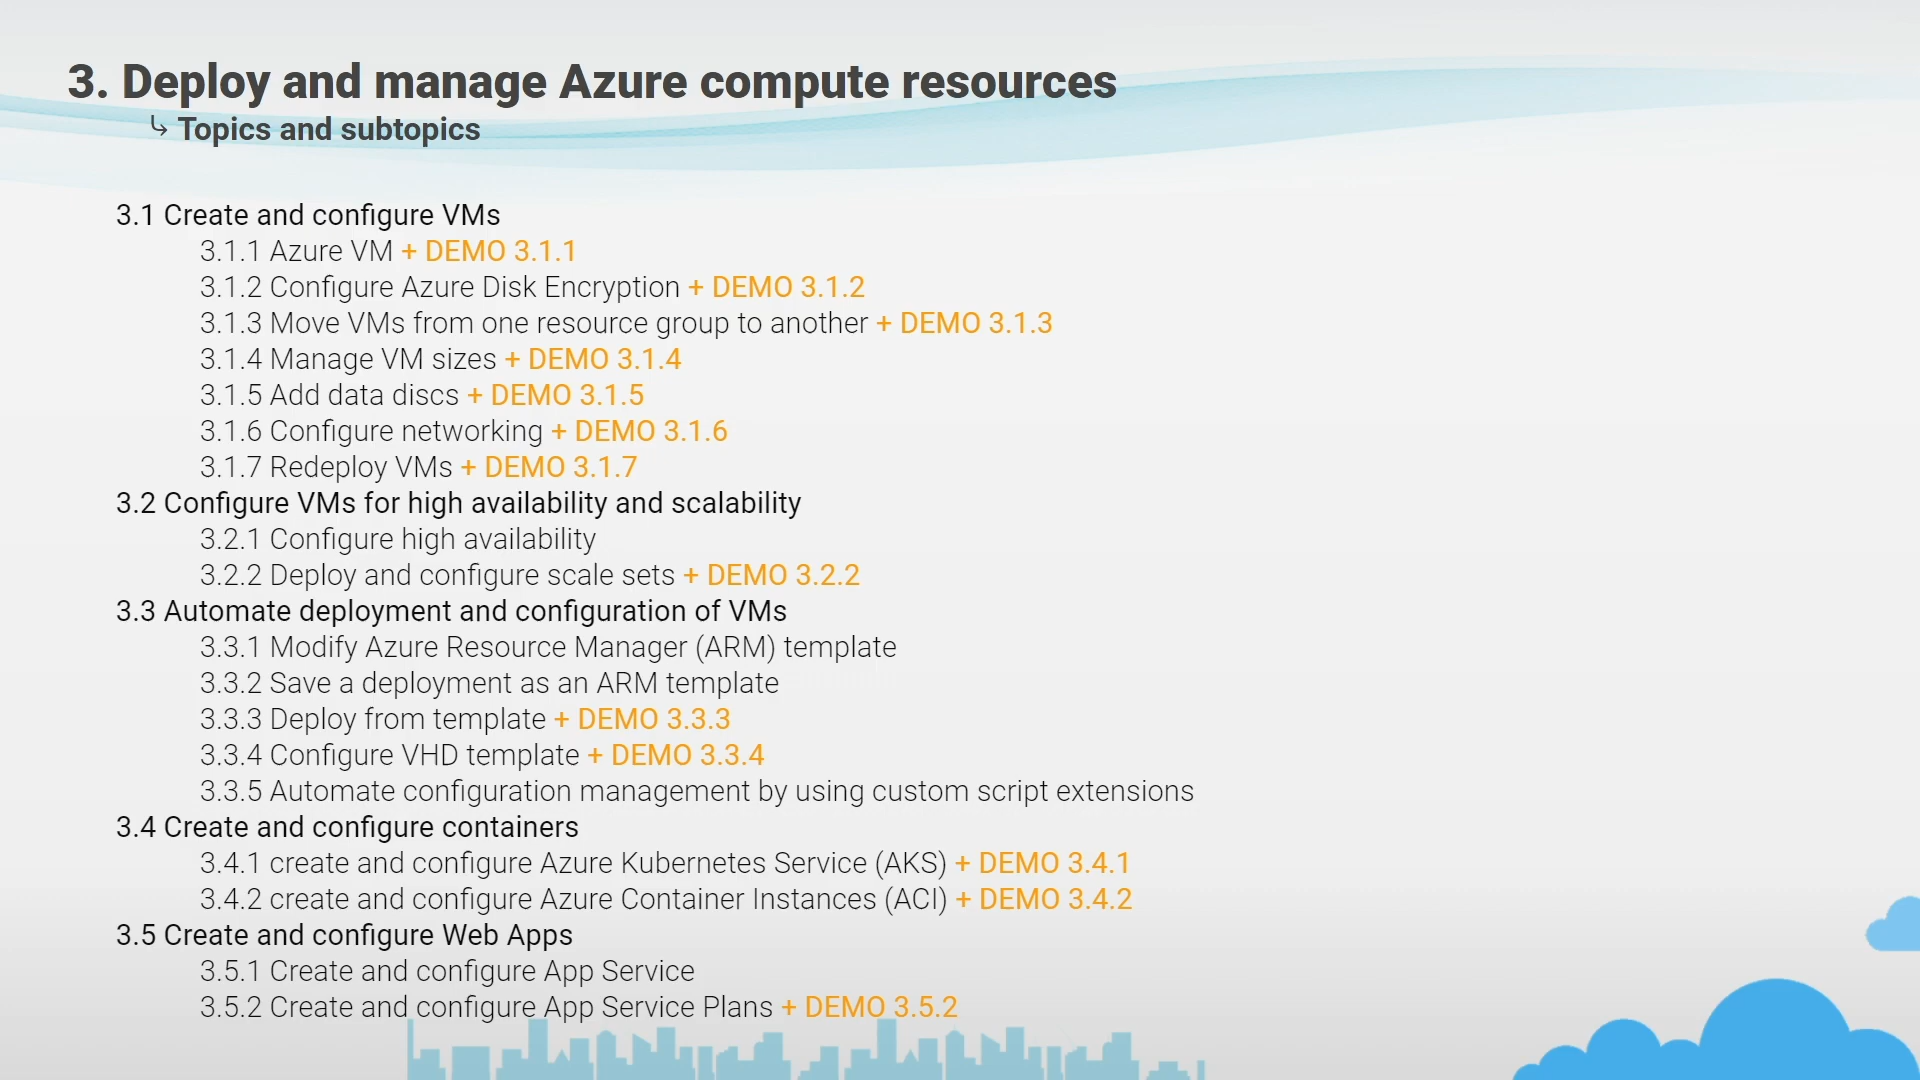 3. Deploy and manage Azure compute resources
↳ Topics and subtopics
3.1 Create and configure VMs
3.1.1 Azure VM + DEMO 3.1.1
3.1.2 Configure Azure Disk Encryption + DEMO 3.1.2
3.1.3 Move VMs from one resource group to another + DEMO 3.1.3
3.1.4 Manage VM sizes + DEMO 3.1.4
3.1.5 Add data discs + DEMO 3.1.5
3.1.6 Configure networking + DEMO 3.1.6
3.1.7 Redeploy VMs + DEMO 3.1.7
3.2 Configure VMs for high availability and scalability
3.2.1 Configure high availability
3.2.2 Deploy and configure scale sets + DEMO 3.2.2
3.3 Automate deployment and configuration of VMs
3.3.1 Modify Azure Resource Manager (ARM) template
3.3.2 Save a deployment as an ARM template
3.3.3 Deploy from template + DEMO 3.3.3
3.3.4 Configure VHD template + DEMO 3.3.4
3.3.5 Automate configuration management by using custom script extensions
3.4 Create and configure containers
3.4.1 create and configure Azure Kubernetes Service (AKS) + DEMO 3.4.1
3.4.2 create and configure Azure Container Instances (ACI) + DEMO 3.4.2
3.5 Create and configure Web Apps
3.5.1 Create and configure App Service
3.5.2 Create and configure App Service Plans + DEMO 3.5.2